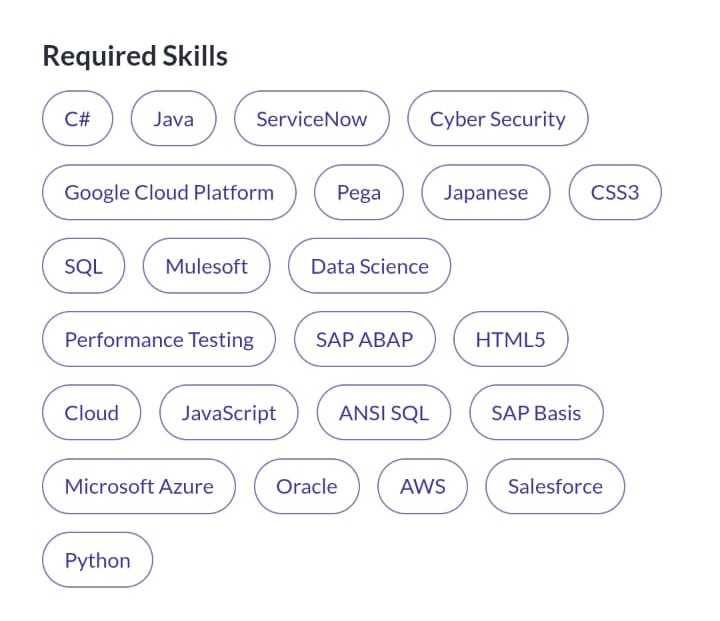 Required Skills
C# Java ServiceNow Cyber Security
Google Cloud Platform Pega Japanese CSS3
SQL Mulesoft Data Science
Performance Testing SAP ABAP HTML5
Cloud JavaScript ANSI SQL SAP Basis
Microsoft Azure Oracle AWS Salesforce
Python